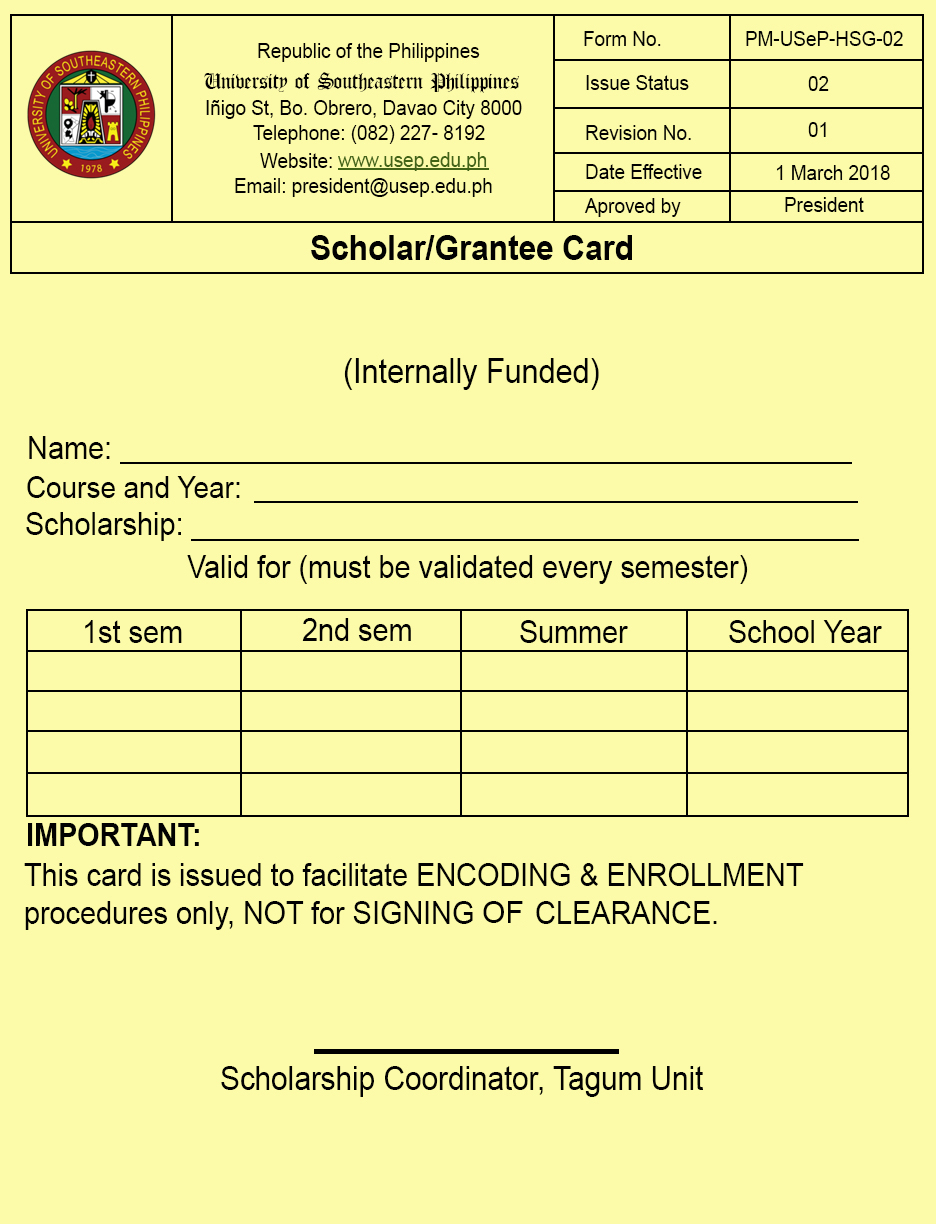 UNIVERSITY OF SOUTHEASTERN PHILIPPINES
1978
Republic of the Philippines
University of Southeastern Philippines
Iñigo St, Bo. Obrero, Davao City 8000
Telephone: (082) 227- 8192
Website: www.usep.edu.ph
Email: president@usep.edu.ph
Form No. PM-USeP-HSG-02
Issue Status 02
Revision No. 01
Date Effective 1 March 2018
Aproved by President
Scholar/Grantee Card
(Internally Funded)
Name:
Course and Year:
Scholarship:
Valid for (must be validated every semester)
1st sem 2nd sem Summer School Year
IMPORTANT:
This card is issued to facilitate ENCODING & ENROLLMENT
procedures only, NOT for SIGNING OF CLEARANCE.
Scholarship Coordinator, Tagum Unit